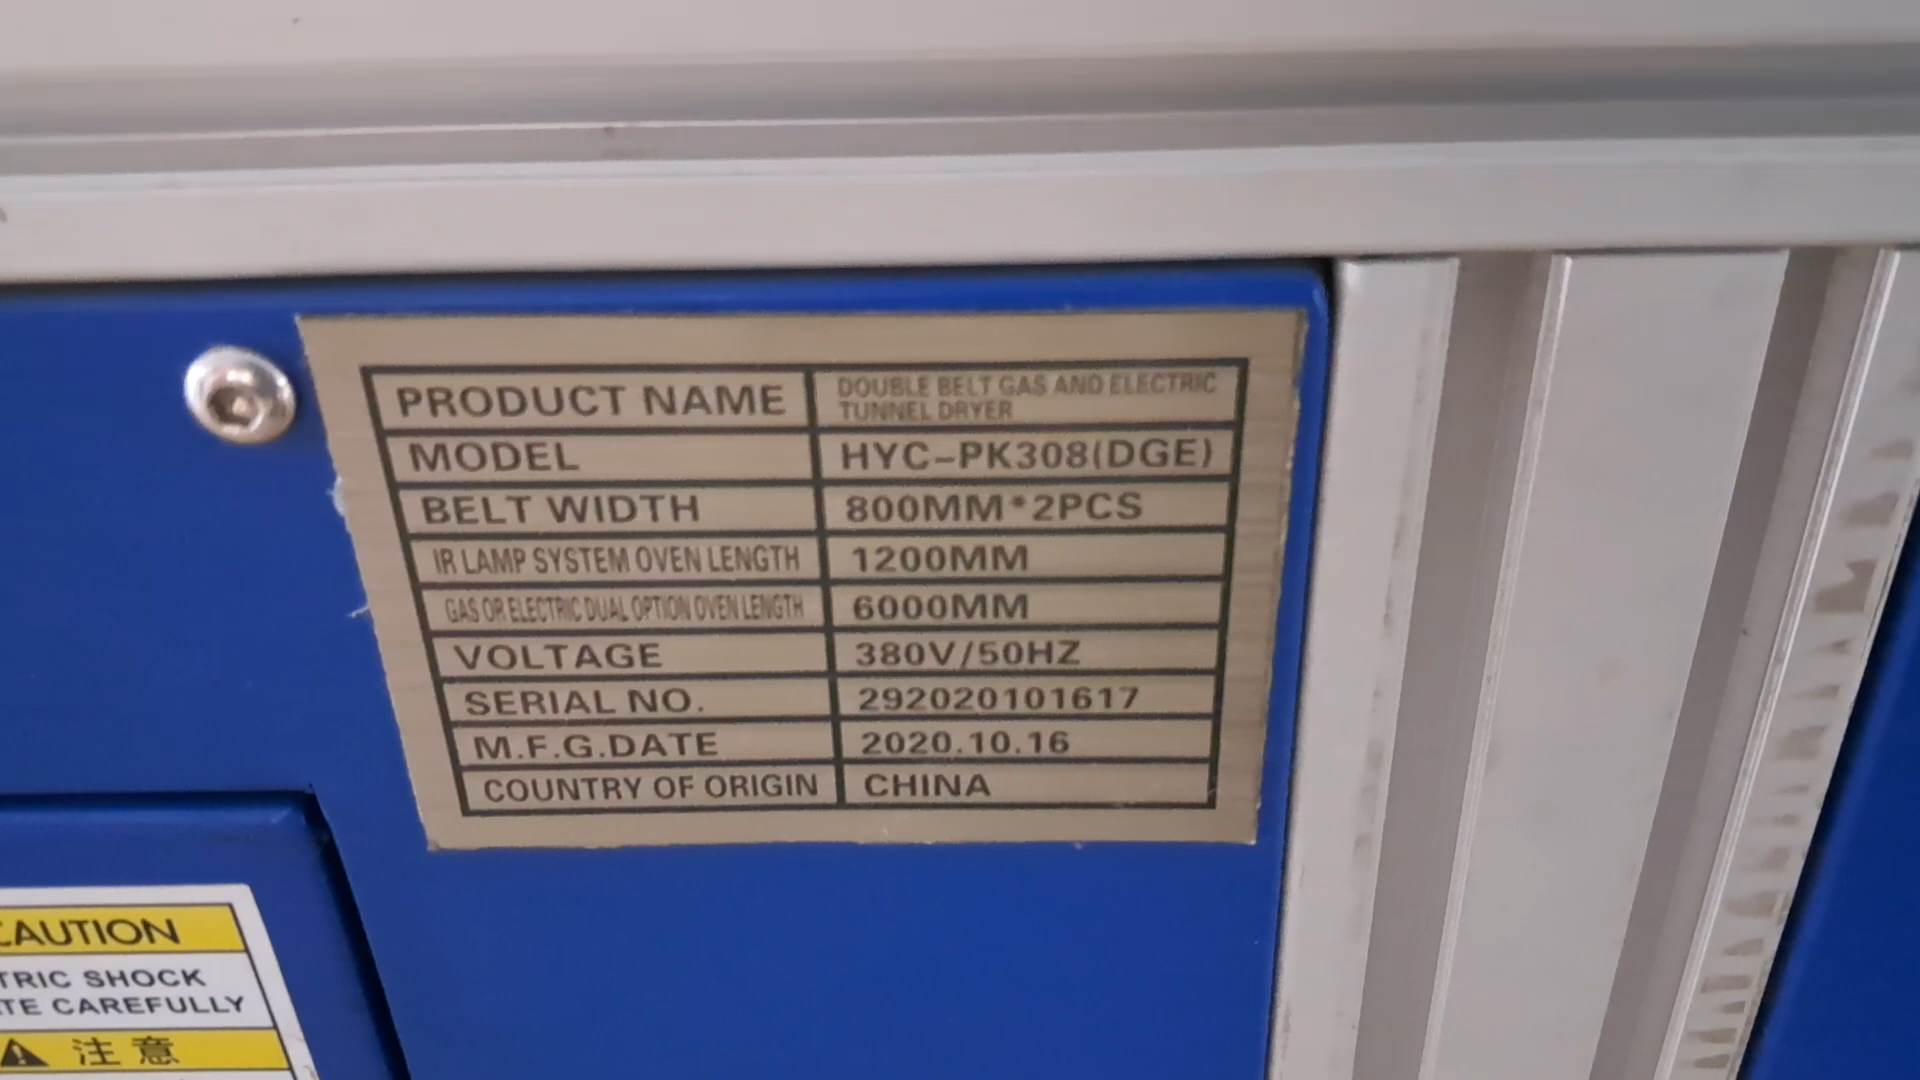 PRODUCT NAME DOUBLE BELT GAS AND ELECTRIC
TUNNEL DRYER
MODEL HYC-PK308(DGE)
BELT WIDTH 800MM*2PCS
IR LAMP SYSTEM OVEN LENGTH 1200MM
GAS OR ELECTRIC DUAL OPTION OVEN LENGTH 6000MM
VOLTAGE 380V/50HZ
SERIAL NO. 292020101617
M.F.G.DATE 2020.10.16
COUNTRY OF ORIGIN CHINA
CAUTION
TRIC SHOCK
TE CAREFULLY
注意